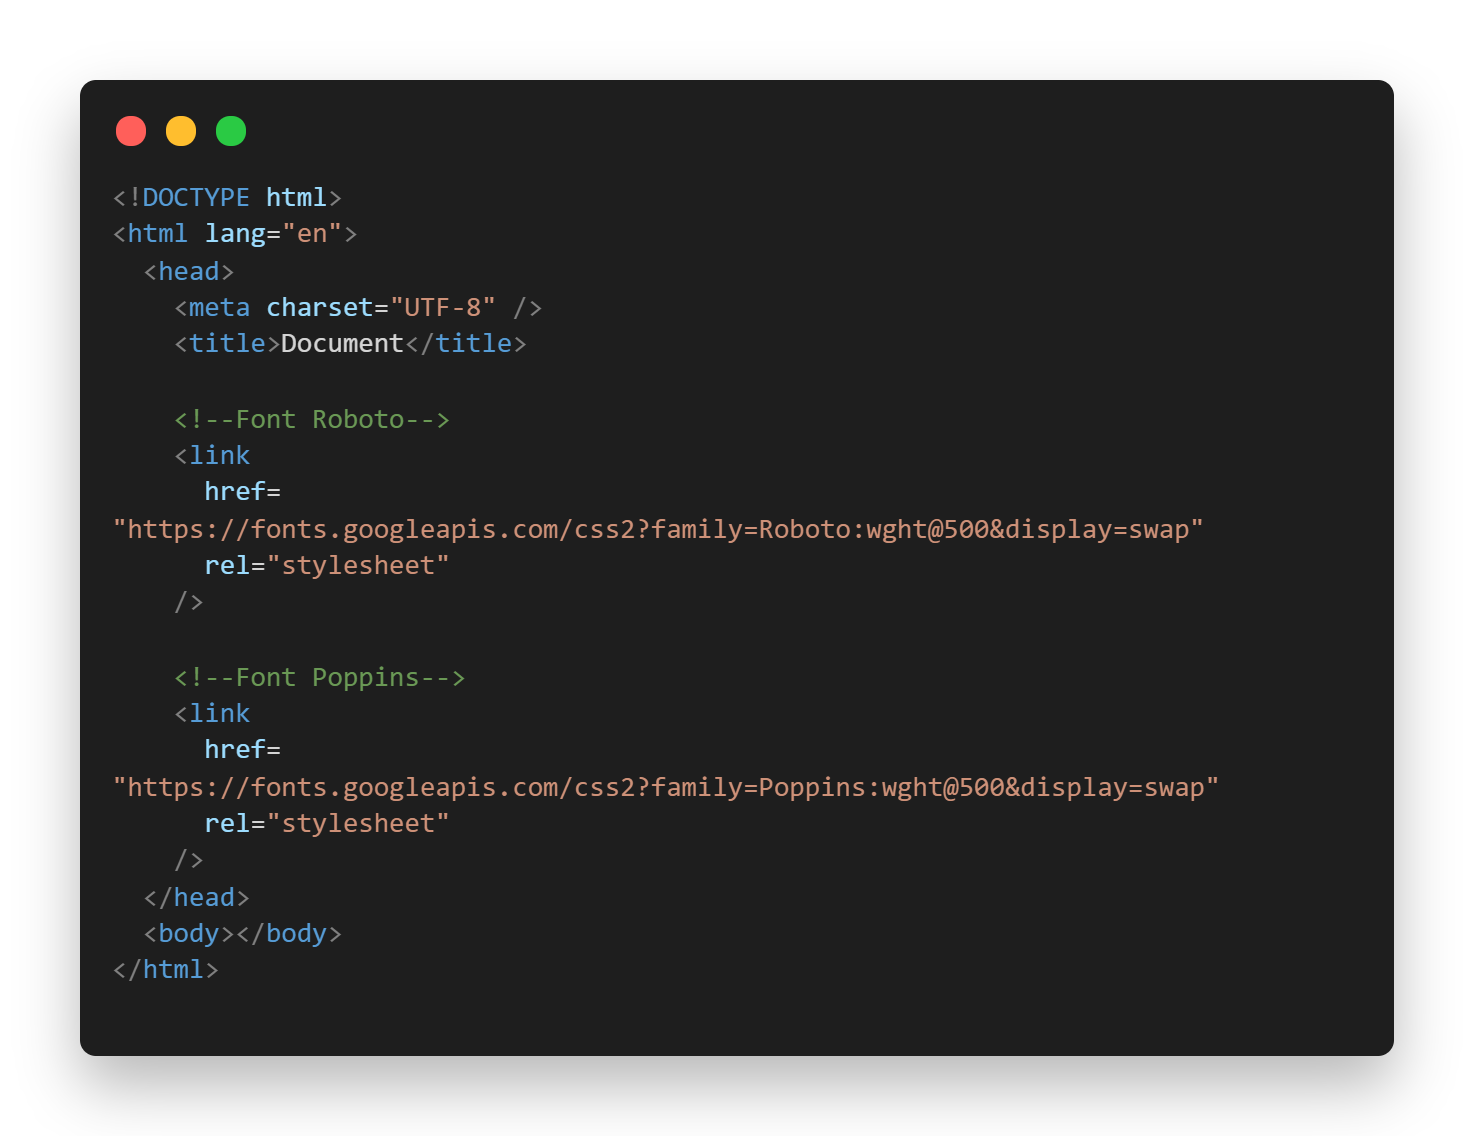 <!DOCTYPE html>
<html lang="en">
  <head>
    <meta charset="UTF-8" />
    <title>Document</title>

    <!--Font Roboto-->
    <link
      href=
"https://fonts.googleapis.com/css2?family=Roboto:wght@500&display=swap"
      rel="stylesheet"
    />

    <!--Font Poppins-->
    <link
      href=
"https://fonts.googleapis.com/css2?family=Poppins:wght@500&display=swap"
      rel="stylesheet"
    />
  </head>
  <body></body>
</html>